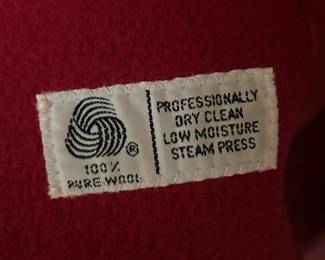 ®
100%
PURE WOOL
PROFESSIONALLY
DRY CLEAN
LOW MOISTURE
STEAM PRESS